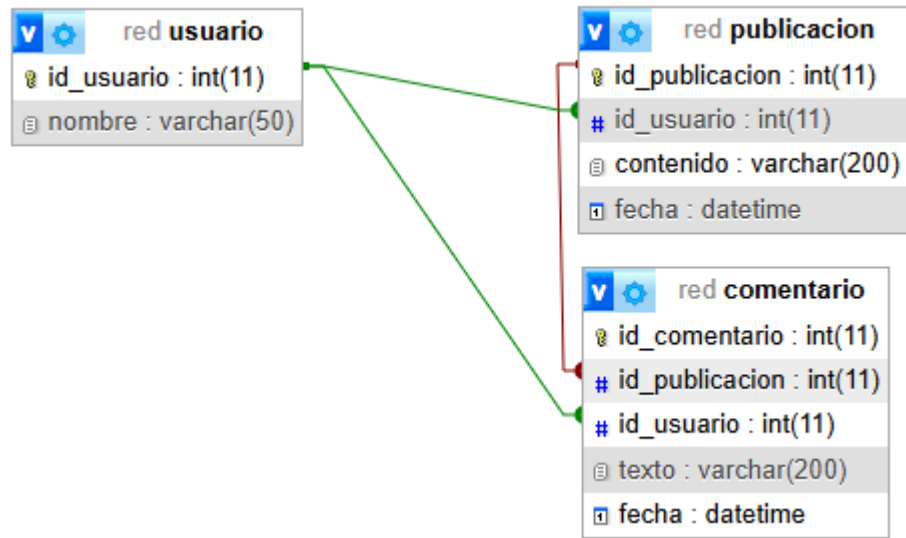 v red usuario
id_usuario : int(11)
nombre : varchar(50)
v red publicacion
id_publicacion : int(11)
# id_usuario : int(11)
contenido : varchar(200)
fecha : datetime
v red comentario
id_comentario : int(11)
# id_publicacion : int(11)
# id_usuario : int(11)
texto : varchar(200)
fecha : datetime